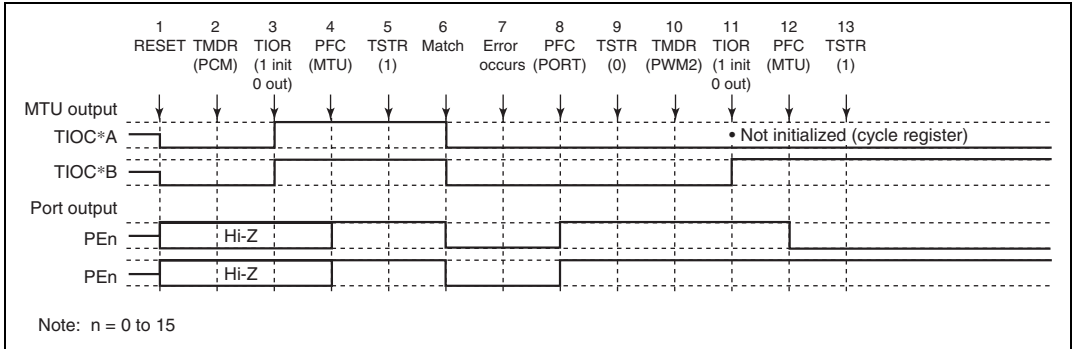 1 2 3 4 5 6 7 8 9 10 11 12 13
RESET TMDR TIOR PFC TSTR Match Error PFC TSTR TMDR TIOR PFC TSTR
(PCM) (1 init (MTU) (1) occurs (PORT) (0) (PWM2) (1 init (MTU) (1)
0 out) 0 out)
MTU output
TIOC*A • Not initialized (cycle register)
TIOC*B
Port output
PEn Hi-Z
PEn Hi-Z
Note: n = 0 to 15